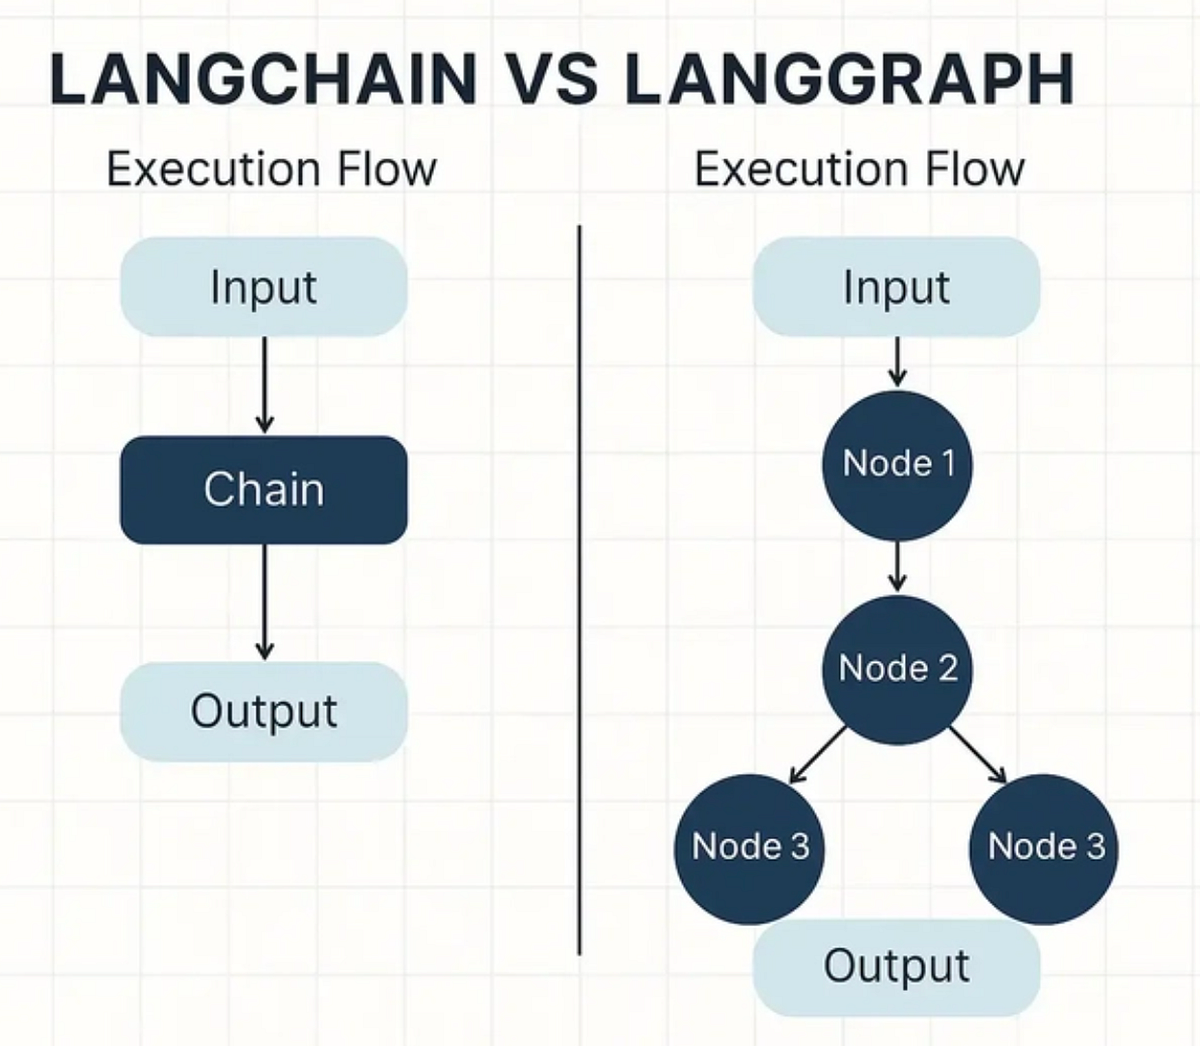 LANGCHAIN VS LANGGRAPH
Execution Flow
Input
Chain
Output
Execution Flow
Input
Node 1
Node 2
Node 3
Node 3
Output